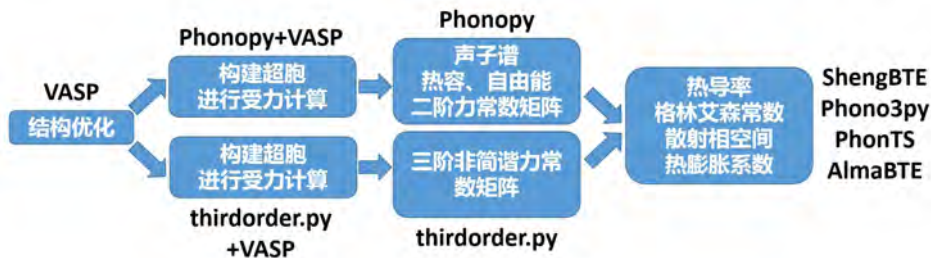 VASP
结构优化
Phonopy+VASP
构建超胞
进行受力计算
Phonopy
声子谱
热容、自由能
二阶力常数矩阵
构建超胞
进行受力计算
thirdorder.py
+VASP
三阶非简谐力常
数矩阵
thirdorder.py
热导率
格林艾森常数
散射相空间
热膨胀系数
ShengBTE
Phono3py
PhonTS
AlmaBTE